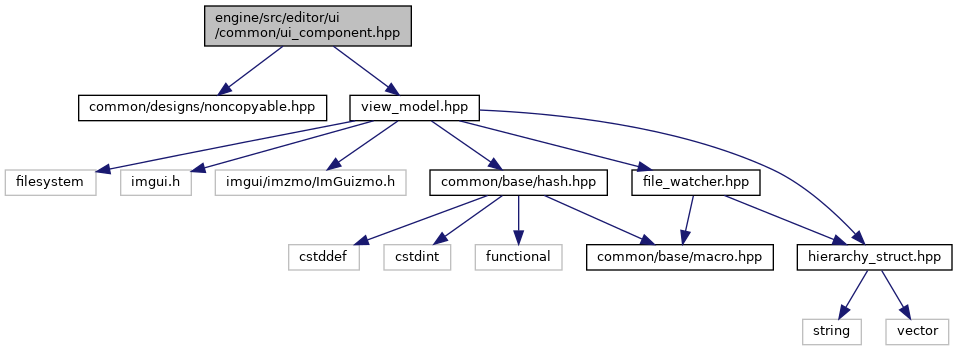 engine/src/editor/ui
/common/ui_component.hpp
common/designs/noncopyable.hpp
view_model.hpp
filesystem
imgui.h
imgui/imzmo/ImGuizmo.h
common/base/hash.hpp
file_watcher.hpp
cstddef
cstdint
functional
common/base/macro.hpp
hierarchy_struct.hpp
string
vector